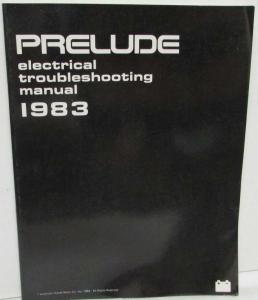 PRELUDE
electrical
troubleshooting
manual
1983